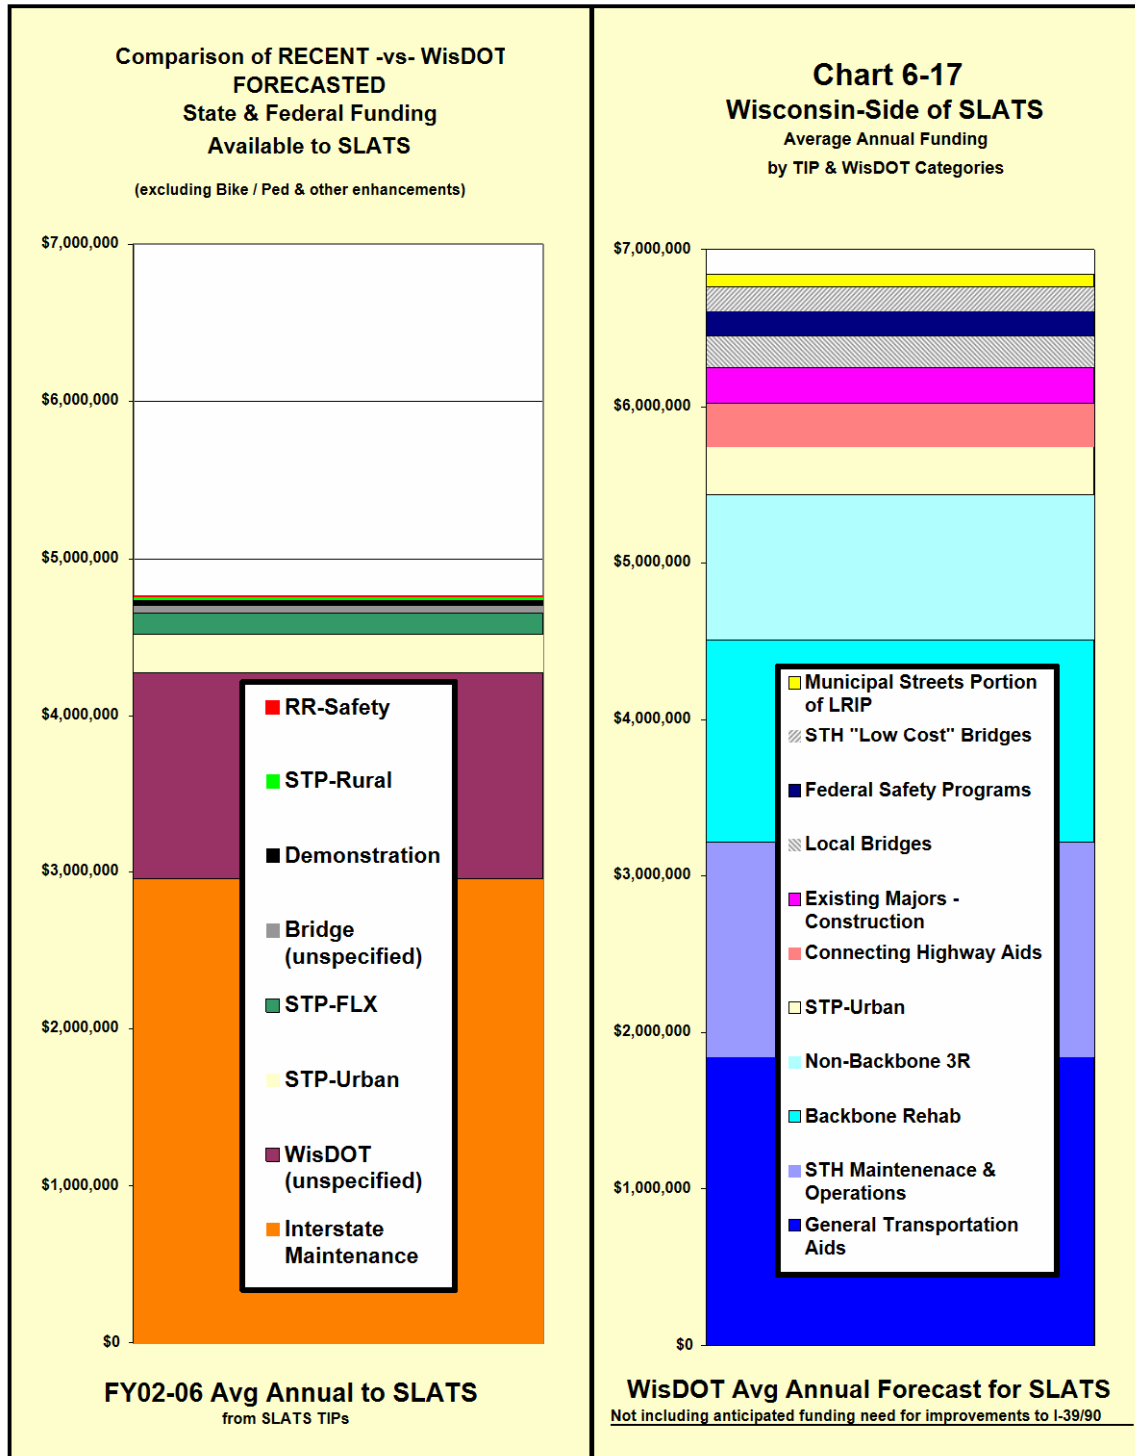 Comparison of RECENT -vs- WisDOT
FORECASTED
State & Federal Funding
Available to SLATS
(excluding Bike / Ped & other enhancements)
$7,000,000
$6,000,000
$5,000,000
$4,000,000
$3,000,000
$2,000,000
$1,000,000
$0
RR-Safety
STP-Rural
Demonstration
Bridge
(unspecified)
STP-FLX
STP-Urban
WisDOT
(unspecified)
Interstate
Maintenance
FY02-06 Avg Annual to SLATS
from SLATS TIPs
Chart 6-17
Wisconsin-Side of SLATS
Average Annual Funding
by TIP & WisDOT Categories
$7,000,000
$6,000,000
$5,000,000
$4,000,000
$3,000,000
$2,000,000
$1,000,000
$0
Municipal Streets Portion
of LRIP
STH "Low Cost" Bridges
Federal Safety Programs
Local Bridges
Existing Majors -
Construction
Connecting Highway Aids
STP-Urban
Non-Backbone 3R
Backbone Rehab
STH Maintenenace &
Operations
General Transportation
Aids
WisDOT Avg Annual Forecast for SLATS
Not including anticipated funding need for improvements to I-39/90